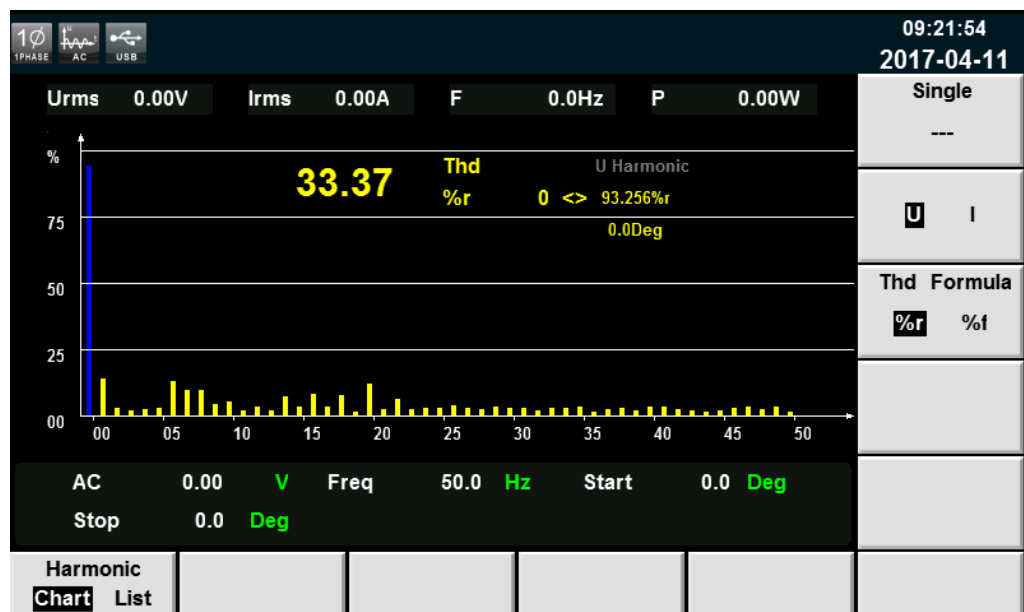 1Ø
1PHASE
U t
AC
USB
09:21:54
2017-04-11
Urms 0.00V Irms 0.00A F 0.0Hz P 0.00W
Single
---
%
33.37 Thd U Harmonic
%r 0 <> 93.256%r
0.0Deg
75
50
25
00
00 05 10 15 20 25 30 35 40 45 50
U I
Thd Formula
%r %f
AC 0.00 V Freq 50.0 Hz Start 0.0 Deg
Stop 0.0 Deg
Harmonic
Chart List